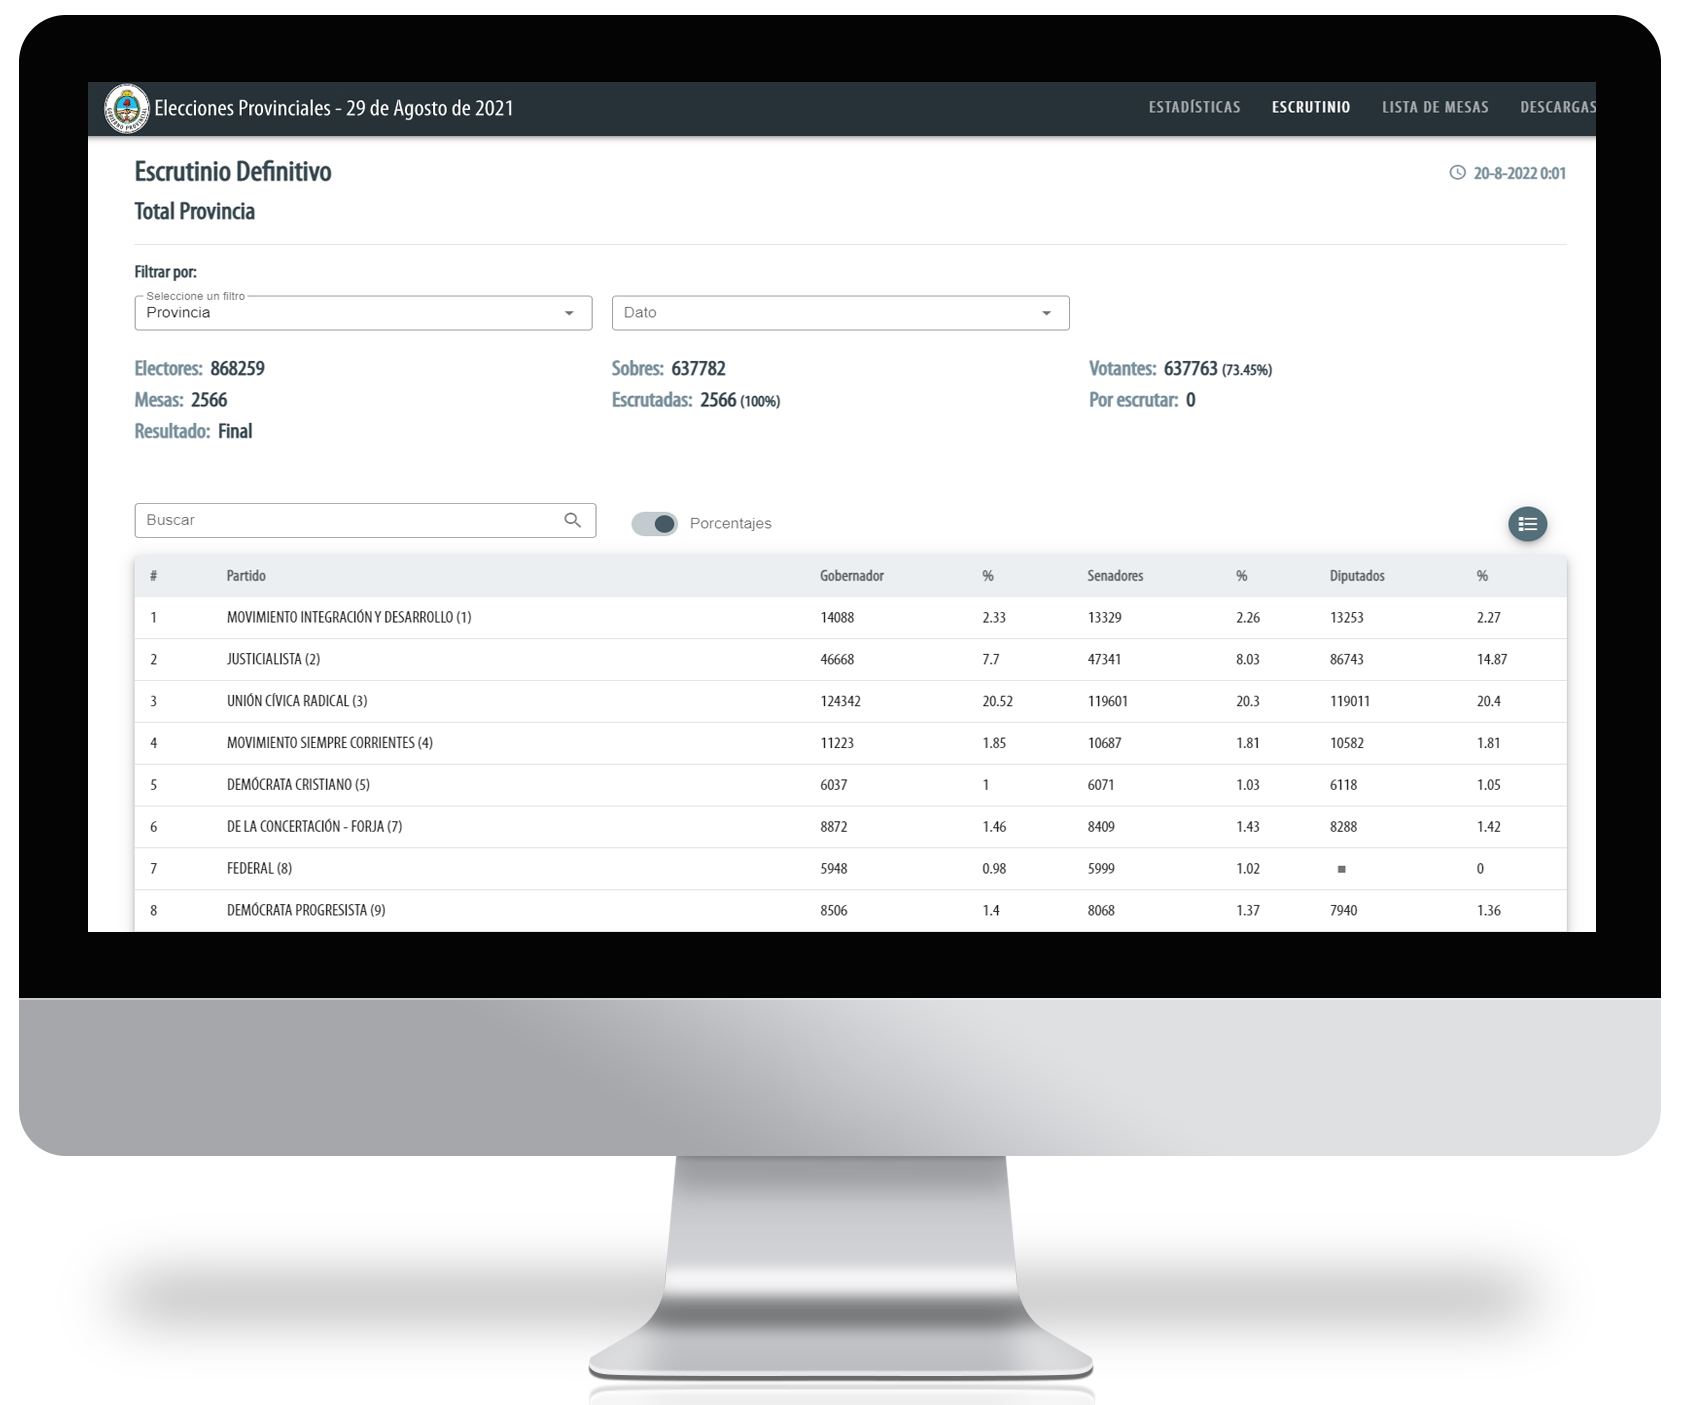 Elecciones Provinciales - 29 de Agosto de 2021 ESTADÍSTICAS ESCRUTINIO LISTA DE MESAS DESCARGAS
Escrutinio Definitivo 20-8-2022 0:01
Total Provincia
Filtrar por:
Seleccione un filtro
Provincia Dato
Electores: 868259 Sobres: 637782 Votantes: 637763 (73.45%)
Mesas: 2566 Escrutadas: 2566 (100%) Por escrutar: 0
Resultado: Final
Buscar Porcentajes
# Partido Gobernador % Senadores % Diputados %
1 MOVIMIENTO INTEGRACIÓN Y DESARROLLO (1) 14088 2.33 13329 2.26 13253 2.27
2 JUSTICIALISTA (2) 46668 7.7 47341 8.03 86743 14.87
3 UNIÓN CÍVICA RADICAL (3) 124342 20.52 119601 20.3 119011 20.4
4 MOVIMIENTO SIEMPRE CORRIENTES (4) 11223 1.85 10687 1.81 10582 1.81
5 DEMÓCRATA CRISTIANO (5) 6037 1 6071 1.03 6118 1.05
6 DE LA CONCERTACIÓN - FORJA (7) 8872 1.46 8409 1.43 8288 1.42
7 FEDERAL (8) 5948 0.98 5999 1.02 ■ 0
8 DEMÓCRATA PROGRESISTA (9) 8506 1.4 8068 1.37 7940 1.36